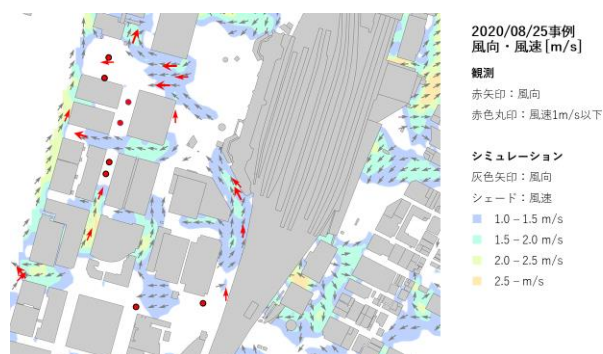 2020/08/25事例
風向・風速[m/s]
観測
赤矢印：風向
赤色丸印：風速1m/s以下
シミュレーション
灰色矢印：風向
シェード：風速
1.0 – 1.5 m/s
1.5 – 2.0 m/s
2.0 – 2.5 m/s
2.5 – m/s